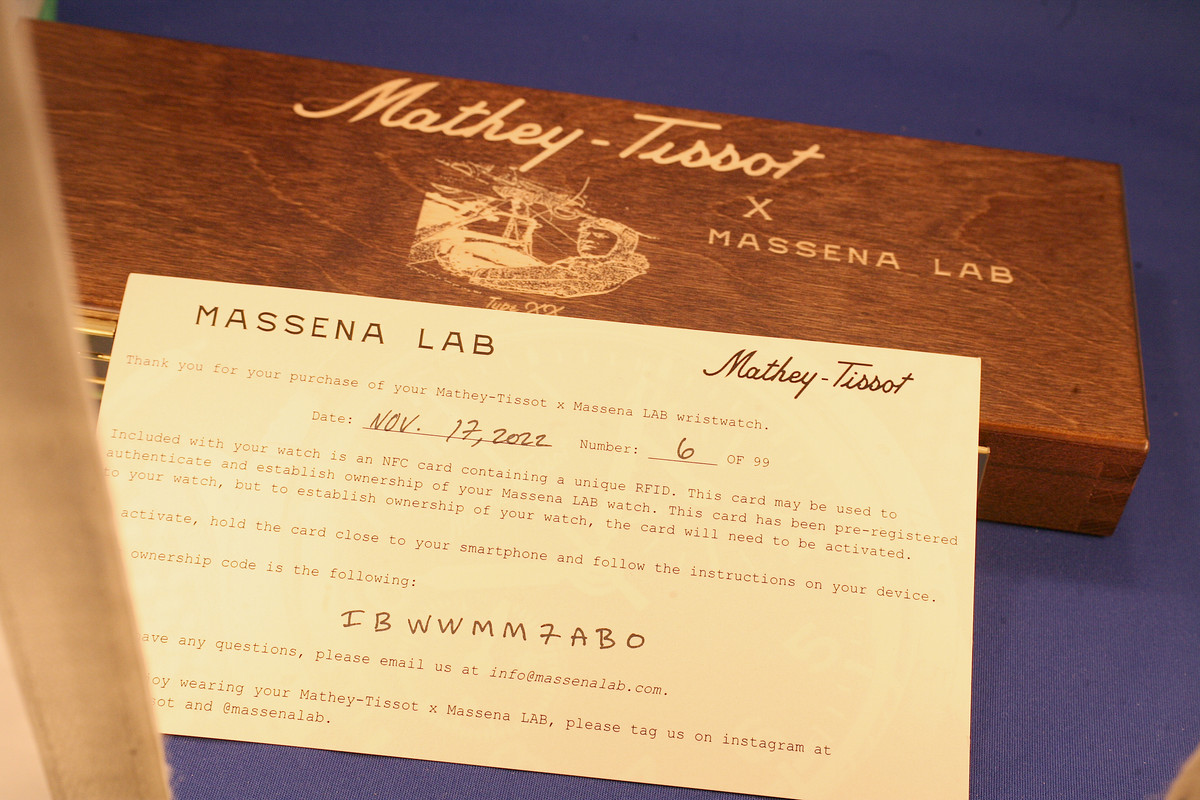 Mathey-Tissot
X
MASSENA LAB
Type XX
MASSENA LAB
Mathey-Tissot
Thank you for your purchase of your Mathey-Tissot x Massena LAB wristwatch.
Date: NOV. 17, 2022 Number: 6 OF 99
Included with your watch is an NFC card containing a unique RFID. This card may be used to
authenticate and establish ownership of your Massena LAB watch. This card has been pre-registered
to your watch, but to establish ownership of your watch, the card will need to be activated.
activate, hold the card close to your smartphone and follow the instructions on your device.
ownership code is the following:
IBWWMM7ABO
have any questions, please email us at info@massenalab.com.
oy wearing your Mathey-Tissot x Massena LAB, please tag us on instagram at
ot and @massenalab.